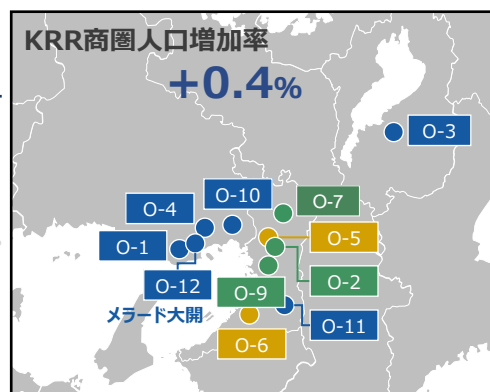 KRR商圏人口増加率
+0.4%
O-3
O-10
O-7
O-4
O-5
O-1
O-2
O-12
O-9
メラード大開
O-11
O-6